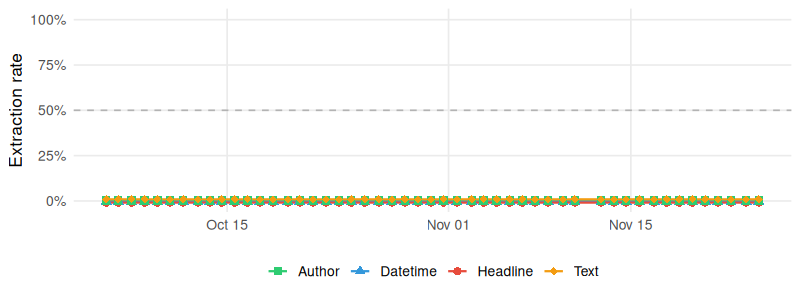 Extraction rate
100%
75%
50%
25%
0%
Oct 15 Nov 01 Nov 15
Author Datetime Headline Text